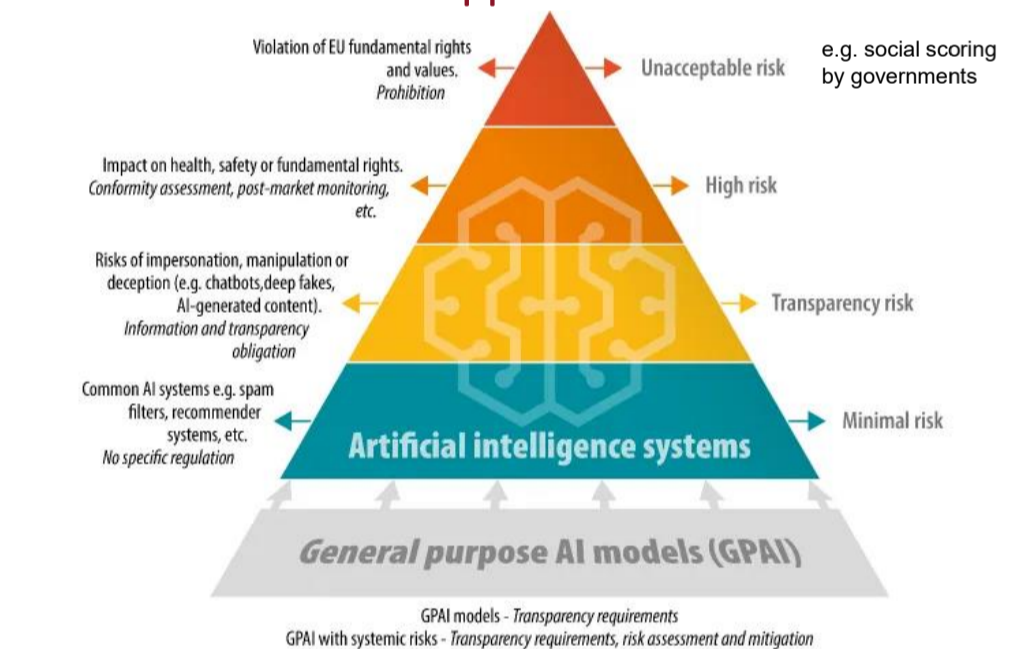 Violation of EU fundamental rights
and values.
Prohibition
Unacceptable risk
e.g. social scoring
by governments
Impact on health, safety or fundamental rights.
Conformity assessment, post-market monitoring,
etc.
High risk
Risks of impersonation, manipulation or
deception (e.g. chatbots,deep fakes,
AI-generated content).
Information and transparency
obligation
Transparency risk
Common AI systems e.g. spam
filters, recommender
systems, etc.
No specific regulation
Minimal risk
Artificial intelligence systems
General purpose AI models (GPAI)
GPAI models - Transparency requirements
GPAI with systemic risks - Transparency requirements, risk assessment and mitigation